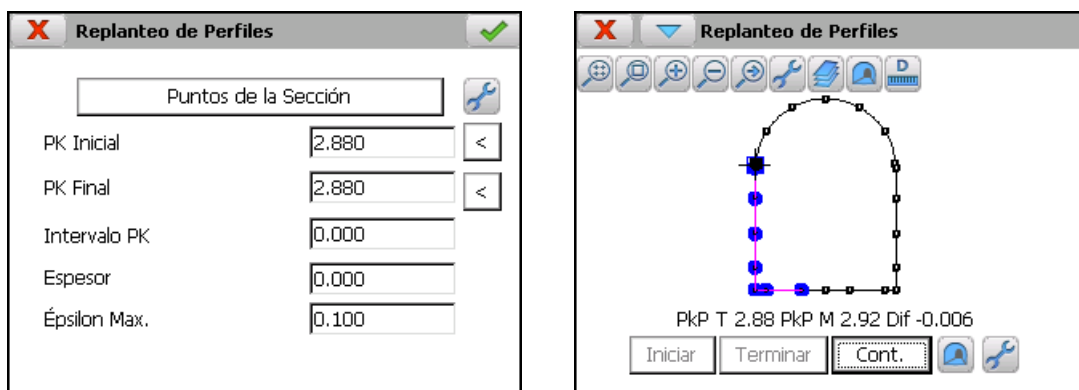 Replanteo de Perfiles
Puntos de la Sección
PK Inicial 2.880 <
PK Final 2.880 <
Intervalo PK 0.000
Espesor 0.000
Épsilon Max. 0.100
Replanteo de Perfiles
D
PkP T 2.88 PkP M 2.92 Dif -0.006
Iniciar Terminar Cont.